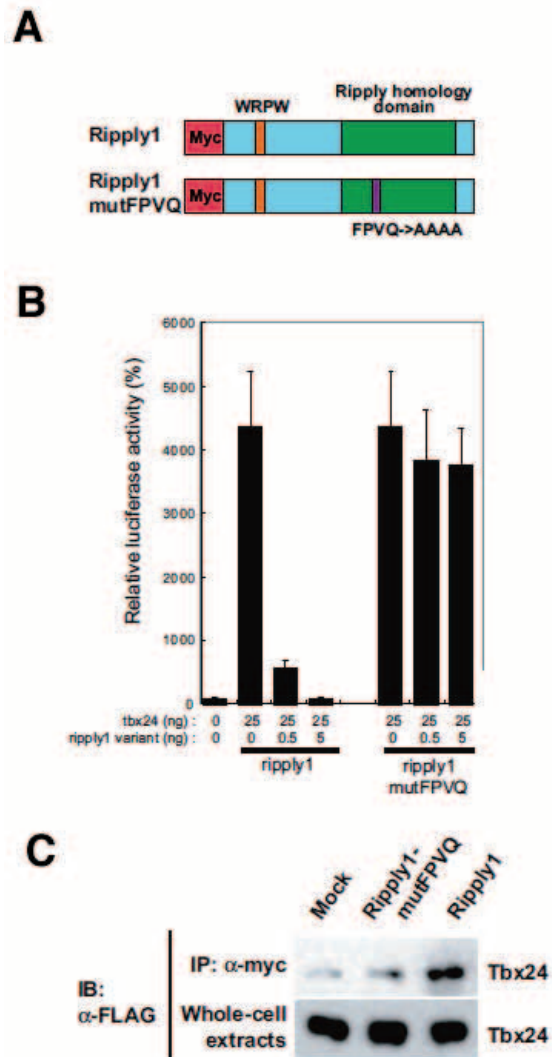 A
WRPW
Ripply homology
domain
Ripply1
Myc
Ripply1
mutFPVQ
Myc
FPVQ->AAAA
B
Relative luciferase activity (%)
6000
5000
4000
3000
2000
1000
0
tbx24 (ng) : 0 25 25 25 25 25 25
ripply1 variant (ng) : 0 0 0.5 5 0 0.5 5
ripply1
ripply1
mutFPVQ
C
Mock
Ripply1-
mutFPVQ
Ripply1
IB:
α-FLAG
IP: α-myc
Tbx24
Whole-cell
extracts
Tbx24